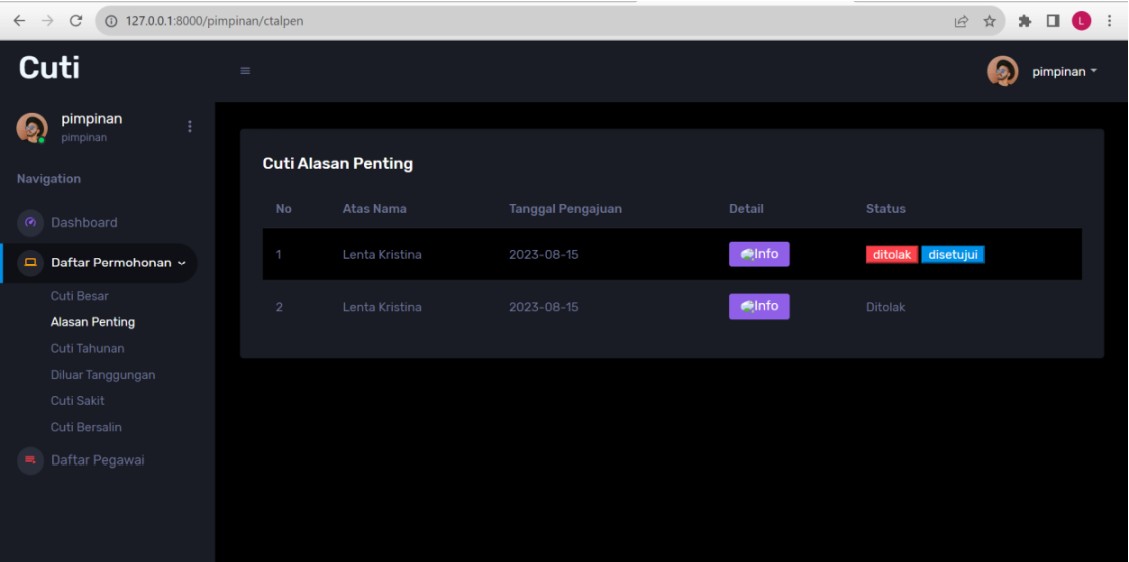 127.0.0.1:8000/pimpinan/ctalpen
L
Cuti
pimpinan
pimpinan
pimpinan
Navigation
Dashboard
Daftar Permohonan
Cuti Besar
Alasan Penting
Cuti Tahunan
Diluar Tanggungan
Cuti Sakit
Cuti Bersalin
Daftar Pegawai
Cuti Alasan Penting
No Atas Nama Tanggal Pengajuan Detail Status
1 Lenta Kristina 2023-08-15 Info ditolak disetujui
2 Lenta Kristina 2023-08-15 Info Ditolak